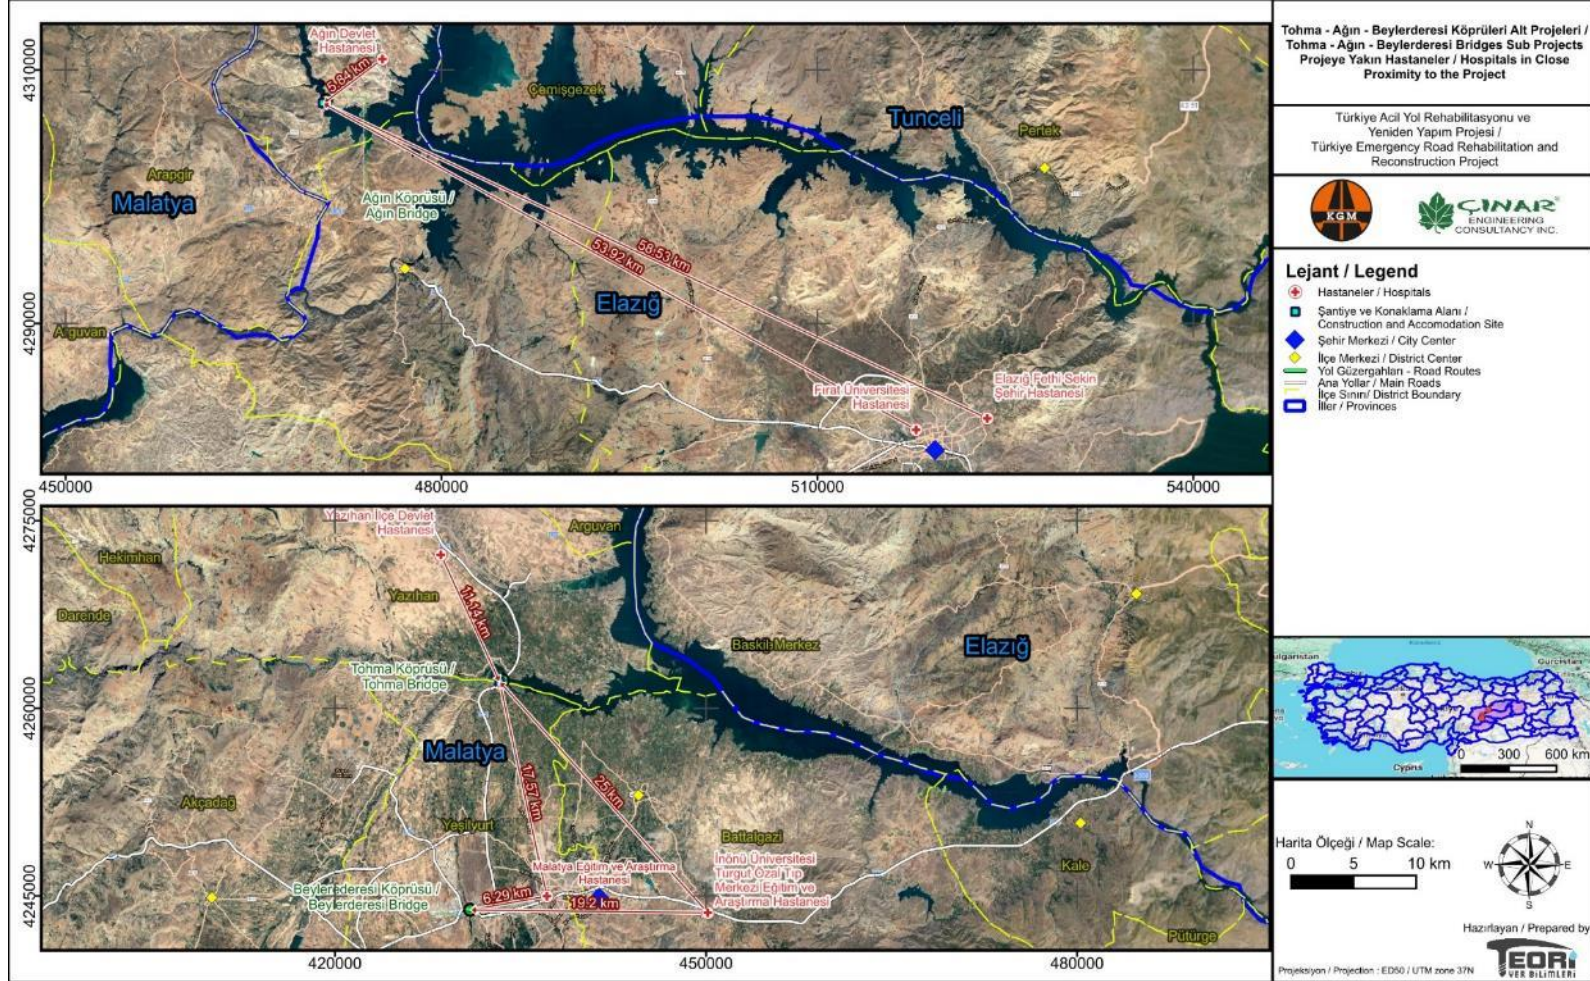 Tohma - Ağın - Beylerderesi Köprüleri Alt Projeleri /
Tohma - Ağın - Beylerderesi Bridges Sub Projects
Projeye Yakın Hastaneler / Hospitals in Close
Proximity to the Project
Türkiye Acil Yol Rehabilitasyonu ve
Yeniden Yapım Projesi /
Türkiye Emergency Road Rehabilitation and
Reconstruction Project
KGM
ÇINAR
ENGINEERING
CONSULTANCY INC.
Lejant / Legend
Hastaneler / Hospitals
Şantiye ve Konaklama Alanı /
Construction and Accomodation Site
Şehir Merkezi / City Center
İlçe Merkezi / District Center
Yol Güzergahları - Road Routes
Ana Yollar / Main Roads
İlçe Sınırı/ District Boundary
İller / Provinces
4310000
4290000
450000
480000
510000
540000
Ağın Devlet
Hastanesi
5.84 km
Çemişgezek
Tunceli
Pertek
Arapgir
Malatya
Ağın Köprüsü /
Ağın Bridge
58.53 km
53.92 km
Elazığ
Arguvan
Fırat Üniversitesi
Hastanesi
Elazığ Fethi Sekin
Şehir Hastanesi
4275000
4260000
4245000
420000
450000
480000
Yazıhan İlçe Devlet
Hastanesi
Arguvan
Hekimhan
Yazıhan
Darende
11.14 km
Baskil Merkez
Elazığ
Tohma Köprüsü /
Tohma Bridge
Malatya
17.57 km
25 km
Akçadağ
Yeşilyurt
Battalgazi
Malatya Eğitim ve Araştırma
Hastanesi
İnönü Üniversitesi
Turgut Özal Tıp
Merkezi Eğitim ve
Araştırma Hastanesi
Kale
Beylerederesi Köprüsü /
Beylerderesi Bridge
6.29 km
19.2 km
Pütürge
Gürcistan
Cypris
0 300 600 km
Harita Ölçeği / Map Scale:
0 5 10 km
N
W E
S
Hazırlayan / Prepared by
TEORİ
VERİ BİLİMLERİ
Projeksiyon / Projection : ED50 / UTM zone 37N